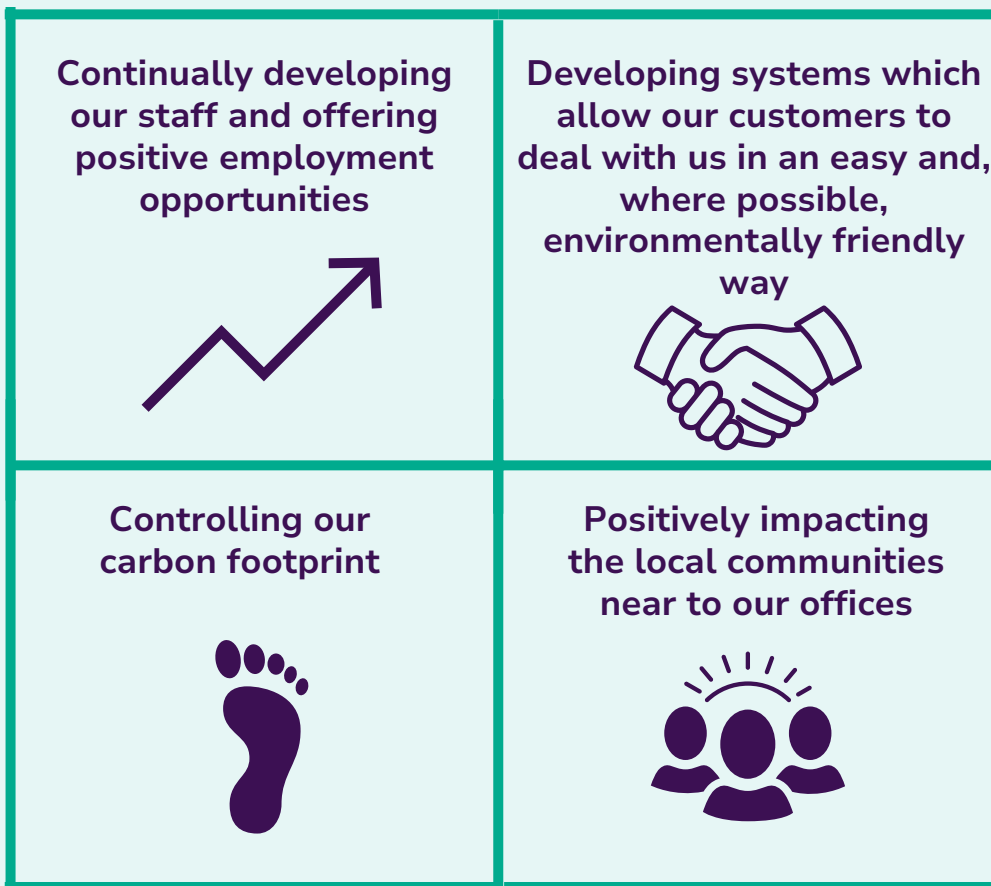 Continually developing
our staff and offering
positive employment
opportunities
Developing systems which
allow our customers to
deal with us in an easy and,
where possible,
environmentally friendly
way
Controlling our
carbon footprint
Positively impacting
the local communities
near to our offices